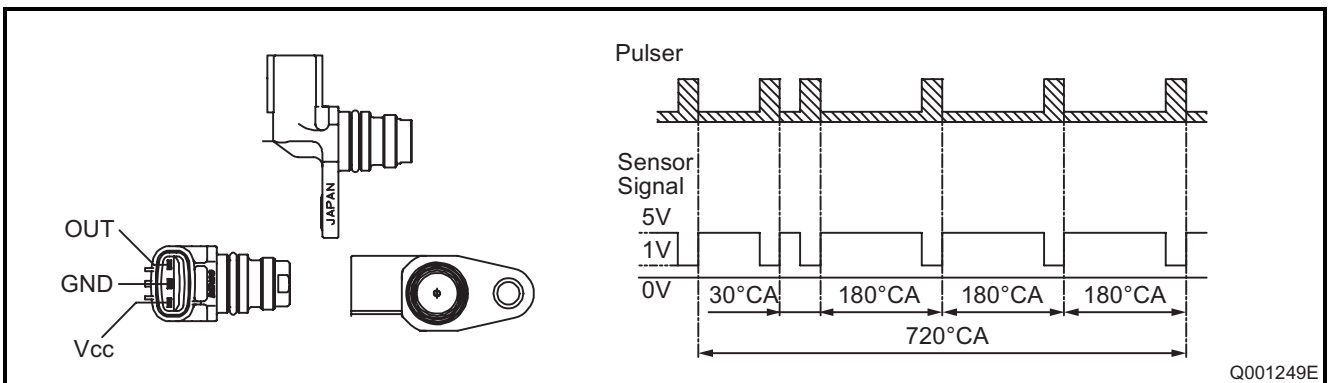 Pulser
JAPAN
Sensor
Signal
5V
OUT
1V
GND
0V
30°CA 180°CA 180°CA 180°CA
720°CA
Vcc
Q001249E